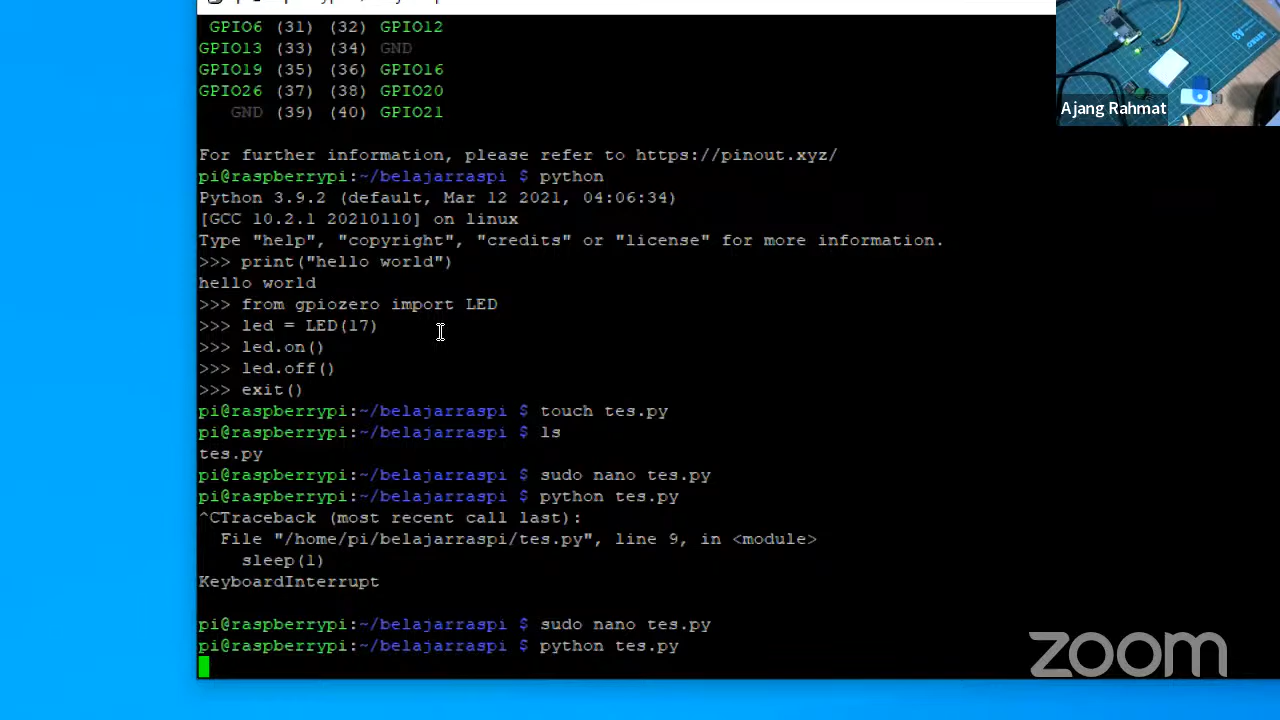 GPIO6 (31) (32) GPIO12
GPIO13 (33) (34) GND
GPIO19 (35) (36) GPIO16
GPIO26 (37) (38) GPIO20
GND (39) (40) GPIO21
For further information, please refer to https://pinout.xyz/
pi@raspberrypi:~/belajarraspi $ python
Python 3.9.2 (default, Mar 12 2021, 04:06:34)
[GCC 10.2.1 20210110] on linux
Type "help", "copyright", "credits" or "license" for more information.
>>> print("hello world")
hello world
>>> from gpiozero import LED
>>> led = LED(17)
>>> led.on()
>>> led.off()
>>> exit()
pi@raspberrypi:~/belajarraspi $ touch tes.py
pi@raspberrypi:~/belajarraspi $ ls
tes.py
pi@raspberrypi:~/belajarraspi $ sudo nano tes.py
pi@raspberrypi:~/belajarraspi $ python tes.py
^CTraceback (most recent call last):
File "/home/pi/belajarraspi/tes.py", line 9, in <module>
sleep(1)
KeyboardInterrupt
pi@raspberrypi:~/belajarraspi $ sudo nano tes.py
pi@raspberrypi:~/belajarraspi $ python tes.py
Ajang Rahmat
A3
zoom